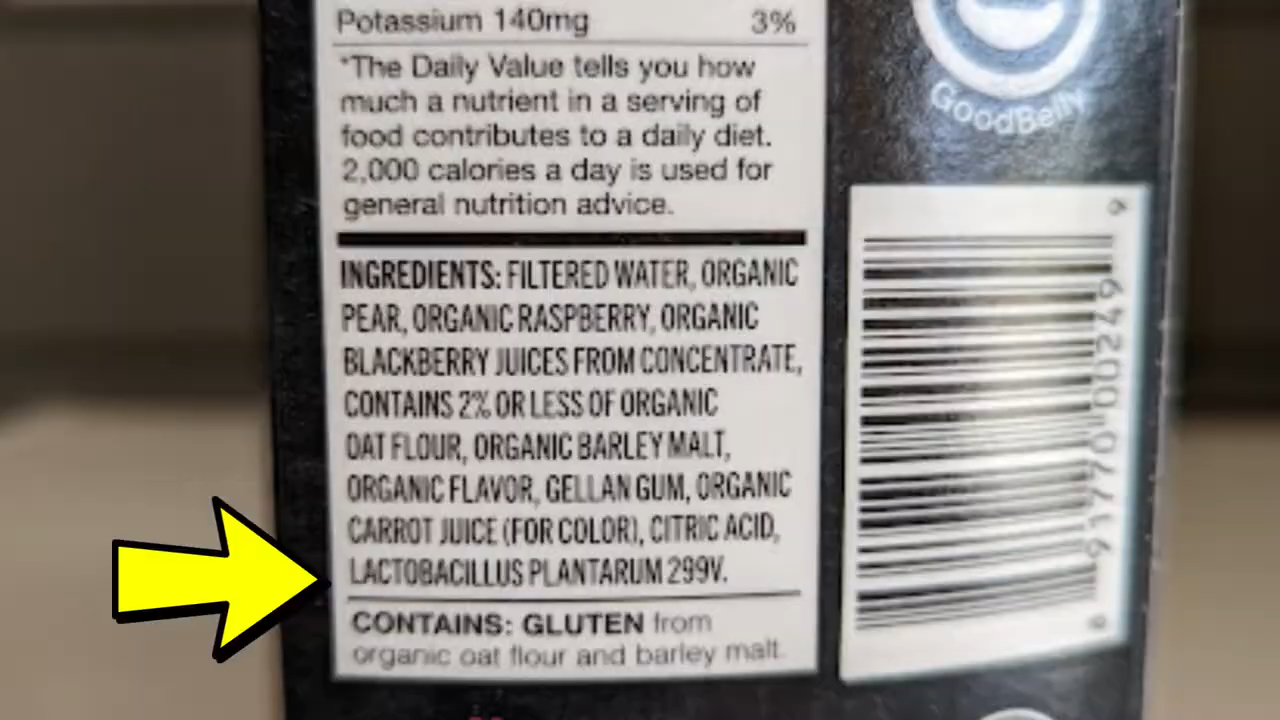 Potassium 140mg 3%
*The Daily Value tells you how
much a nutrient in a serving of
food contributes to a daily diet.
2,000 calories a day is used for
general nutrition advice.
INGREDIENTS: FILTERED WATER, ORGANIC
PEAR, ORGANIC RASPBERRY, ORGANIC
BLACKBERRY JUICES FROM CONCENTRATE,
CONTAINS 2% OR LESS OF ORGANIC
OAT FLOUR, ORGANIC BARLEY MALT,
ORGANIC FLAVOR, GELLAN GUM, ORGANIC
CARROT JUICE (FOR COLOR), CITRIC ACID,
LACTOBACILLUS PLANTARUM 299V.
CONTAINS: GLUTEN from
organic oat flour and barley malt.
GoodBelly
8 91770 00249 9